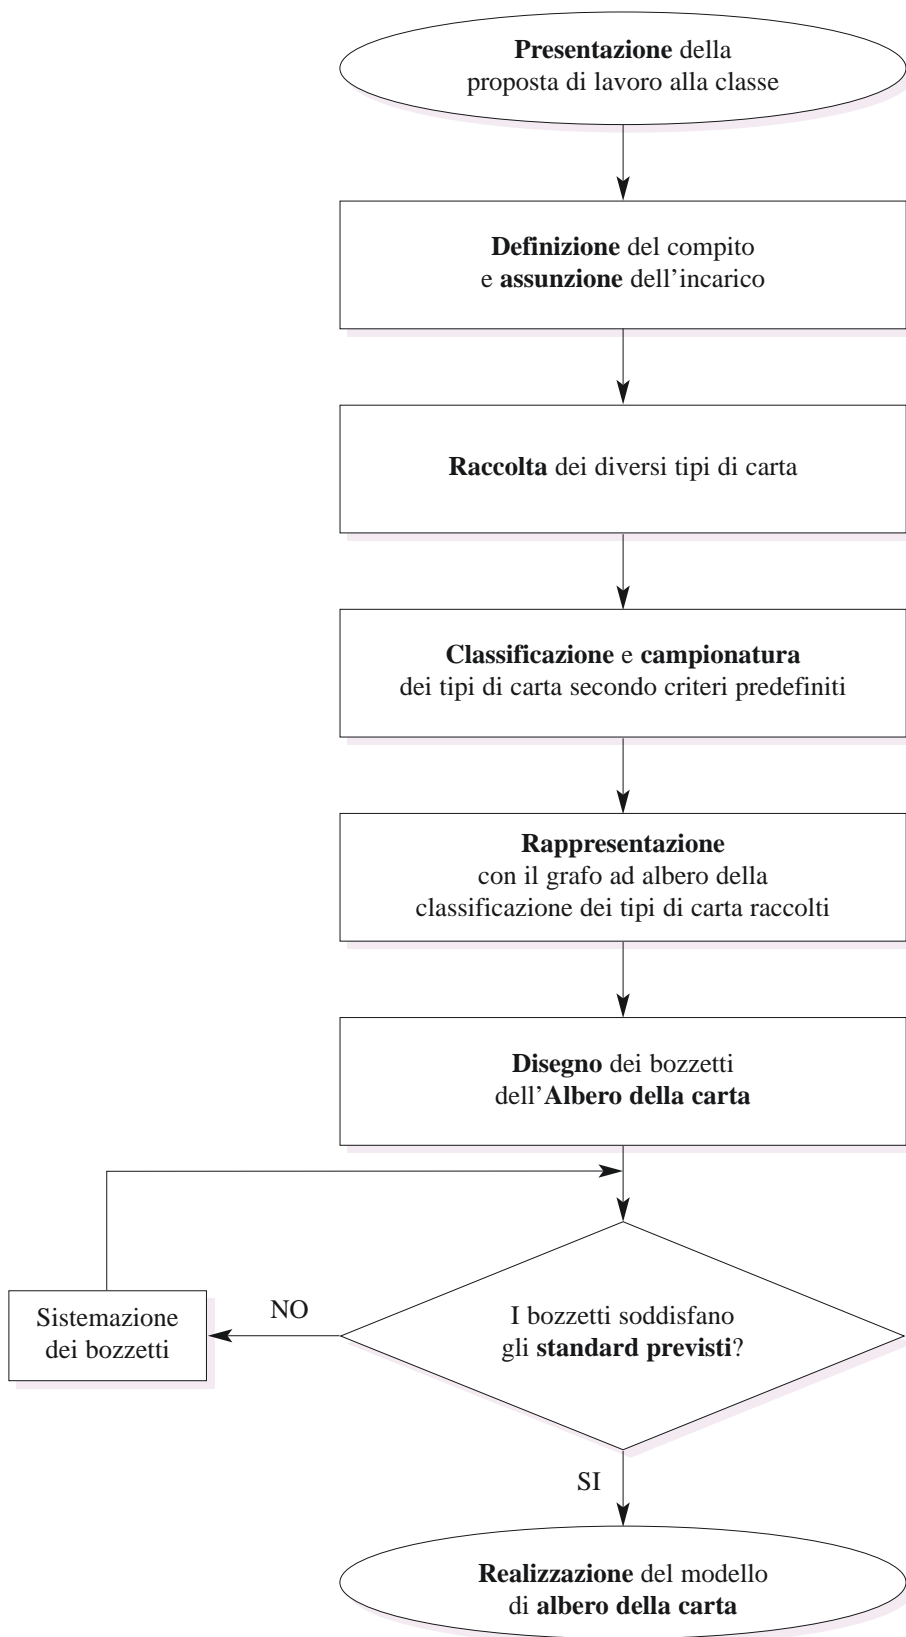 Presentazione della
proposta di lavoro alla classe
Definizione del compito
e assunzione dell'incarico
Raccolta dei diversi tipi di carta
Classificazione e campionatura
dei tipi di carta secondo criteri predefiniti
Rappresentazione
con il grafo ad albero della
classificazione dei tipi di carta raccolti
Disegno dei bozzetti
dell'Albero della carta
I bozzetti soddisfano
gli standard previsti?
NO
Sistemazione
dei bozzetti
SI
Realizzazione del modello
di albero della carta